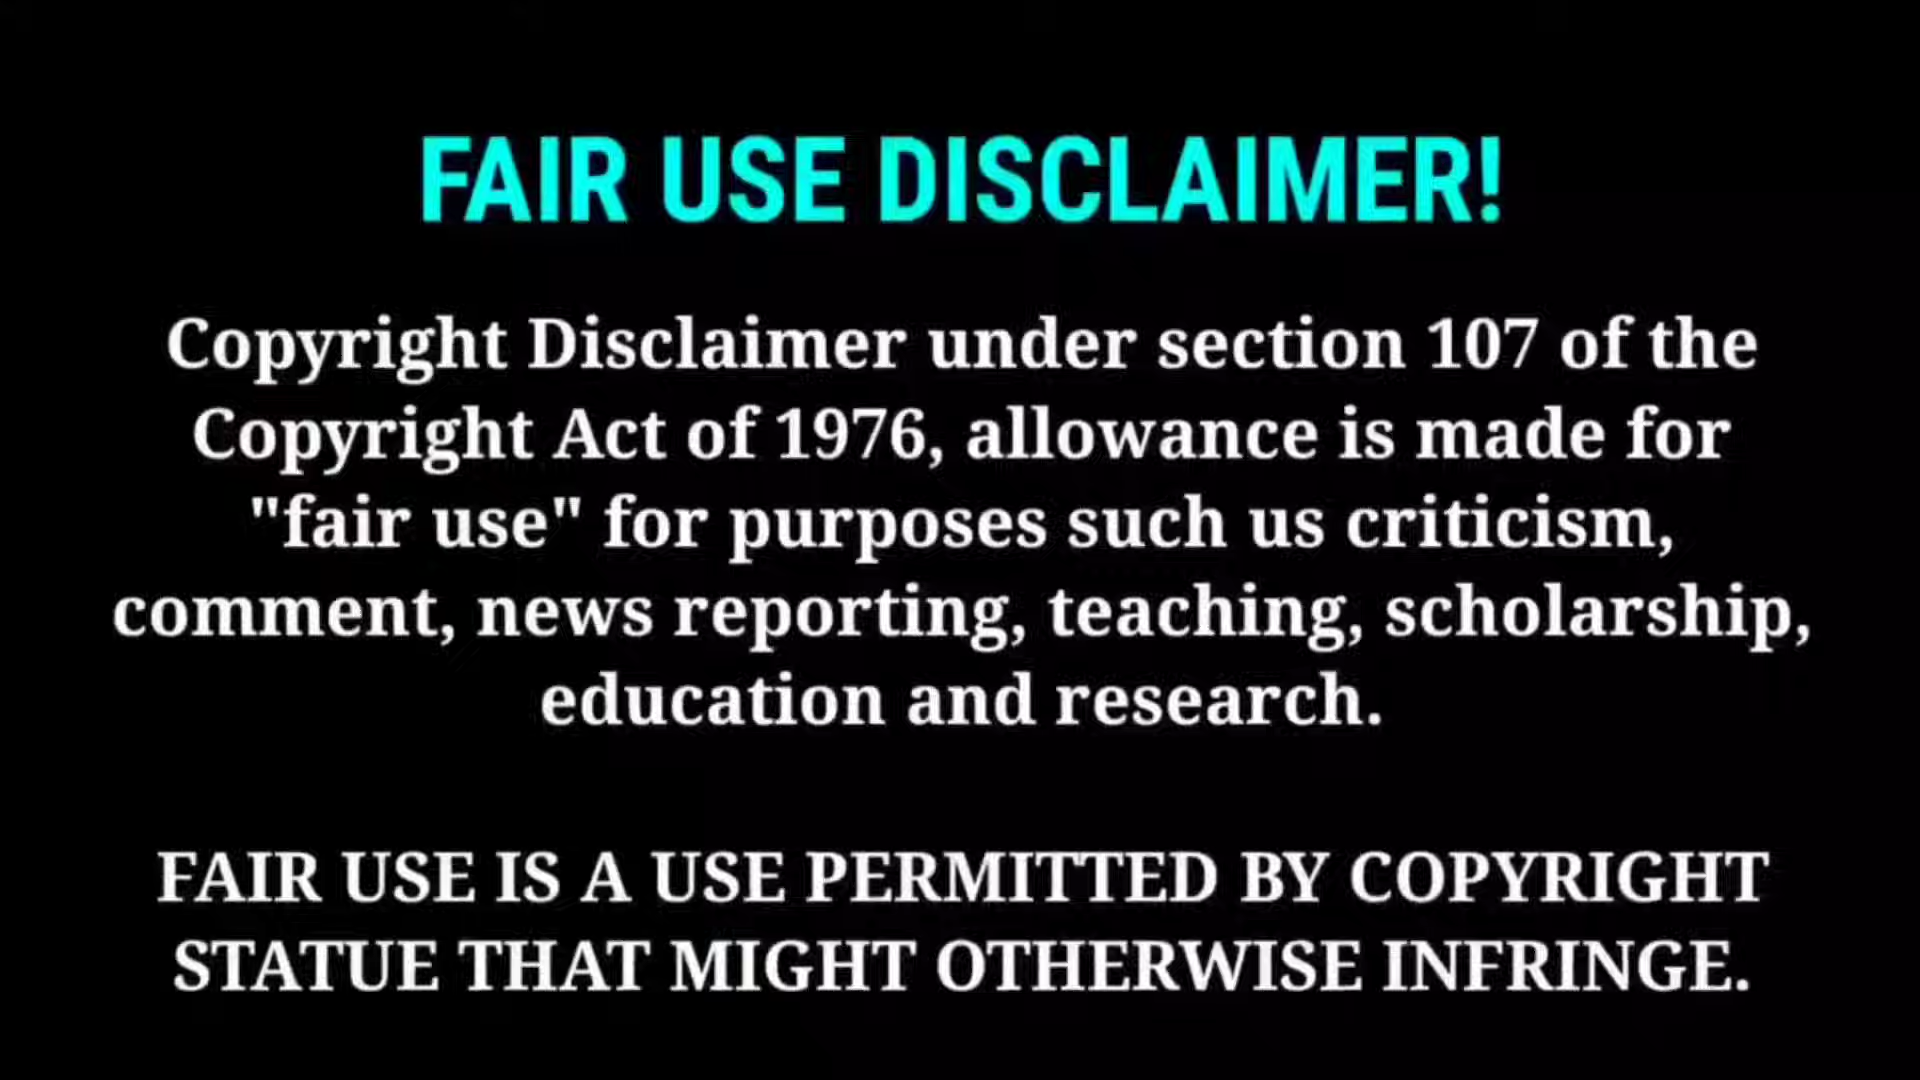 FAIR USE DISCLAIMER!
Copyright Disclaimer under section 107 of the
Copyright Act of 1976, allowance is made for
"fair use" for purposes such us criticism,
comment, news reporting, teaching, scholarship,
education and research.
FAIR USE IS A USE PERMITTED BY COPYRIGHT
STATUE THAT MIGHT OTHERWISE INFRINGE.